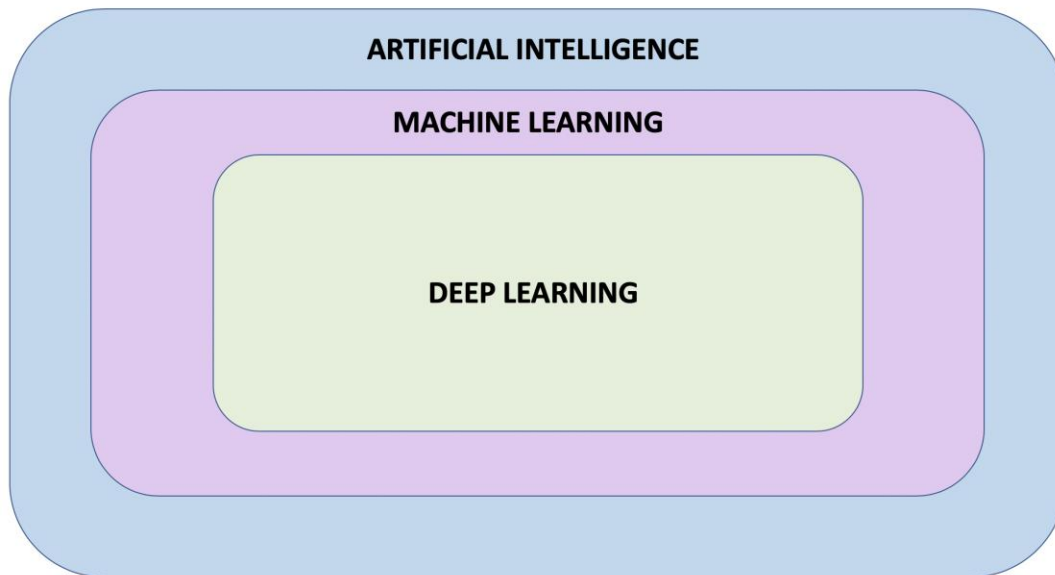 ARTIFICIAL INTELLIGENCE
MACHINE LEARNING
DEEP LEARNING